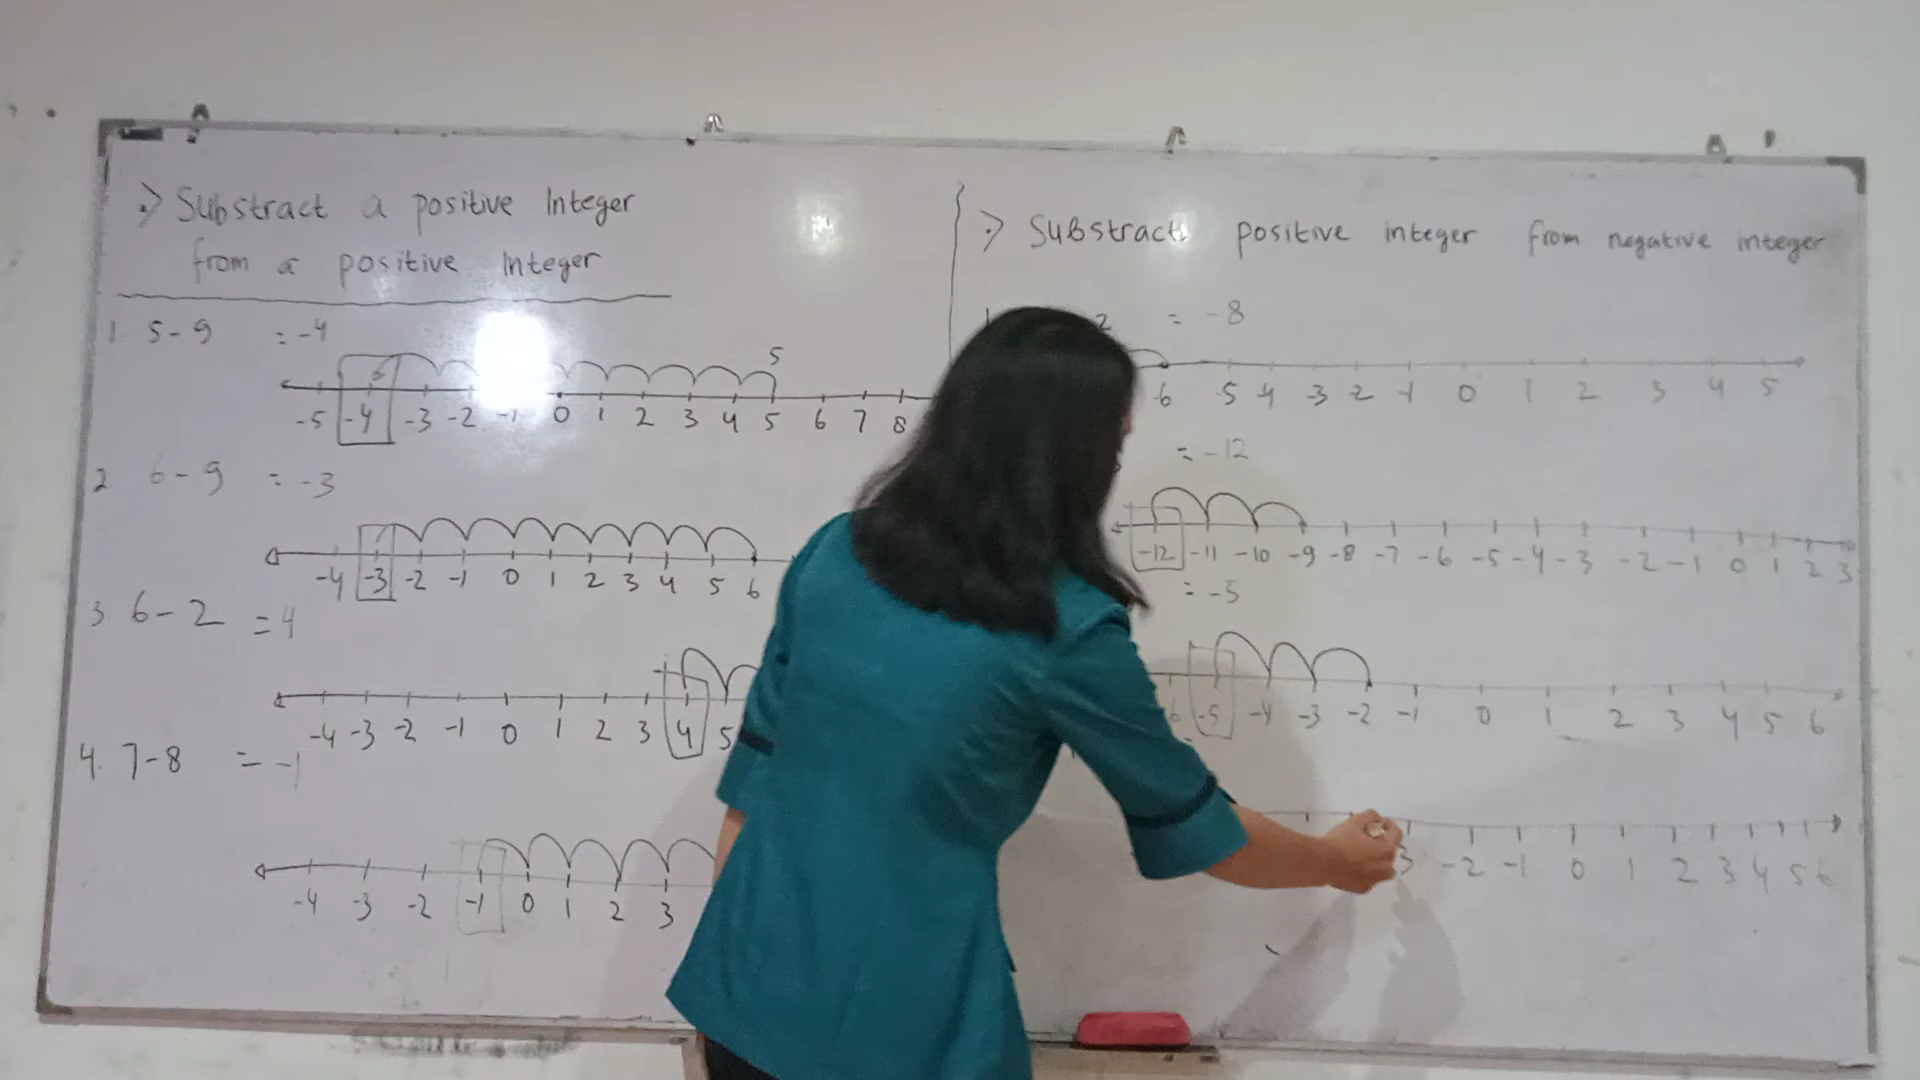 Substract a positive Integer
from a positive Integer
1. 5-9 = -4
5
-5 -4 -3 -2 -1 0 1 2 3 4 5 6 7 8
2 6-9 = -3
-4 -3 -2 -1 0 1 2 3 4 5 6
3. 6-2 = 4
-4 -3 -2 -1 0 1 2 3 4 5
4. 7-8 = -1
-4 -3 -2 -1 0 1 2 3
Substract positive integer from negative integer
2 = -8
-6 -5 -4 -3 -2 -1 0 1 2 3 4 5
= -12
-12 -11 -10 -9 -8 -7 -6 -5 -4 -3 -2 -1 0 1 2 3
= -5
6 -5 -4 -3 -2 -1 0 1 2 3 4 5 6
3 -2 -1 0 1 2 3 4 5 6